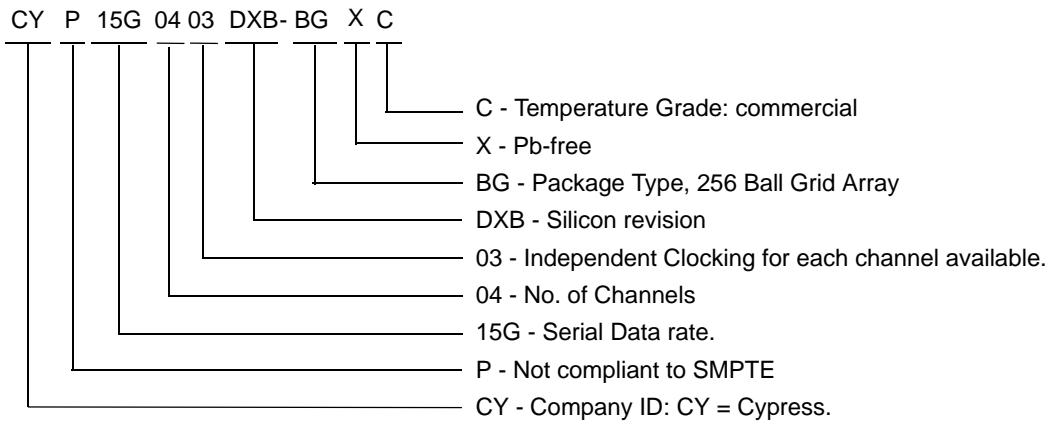 CY P 15G 04 03 DXB- BG X C
C - Temperature Grade: commercial
X - Pb-free
BG - Package Type, 256 Ball Grid Array
DXB - Silicon revision
03 - Independent Clocking for each channel available.
04 - No. of Channels
15G - Serial Data rate.
P - Not compliant to SMPTE
CY - Company ID: CY = Cypress.